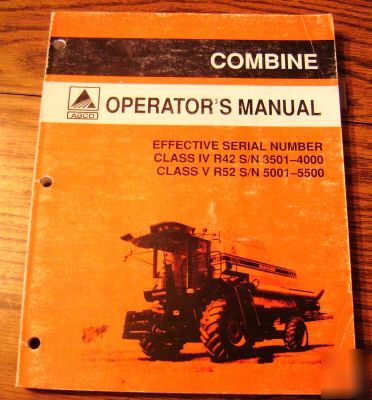 COMBINE
AGCO
OPERATOR'S MANUAL
EFFECTIVE SERIAL NUMBER
CLASS IV R42 S/N 3501–4000
CLASS V R52 S/N 5001–5500